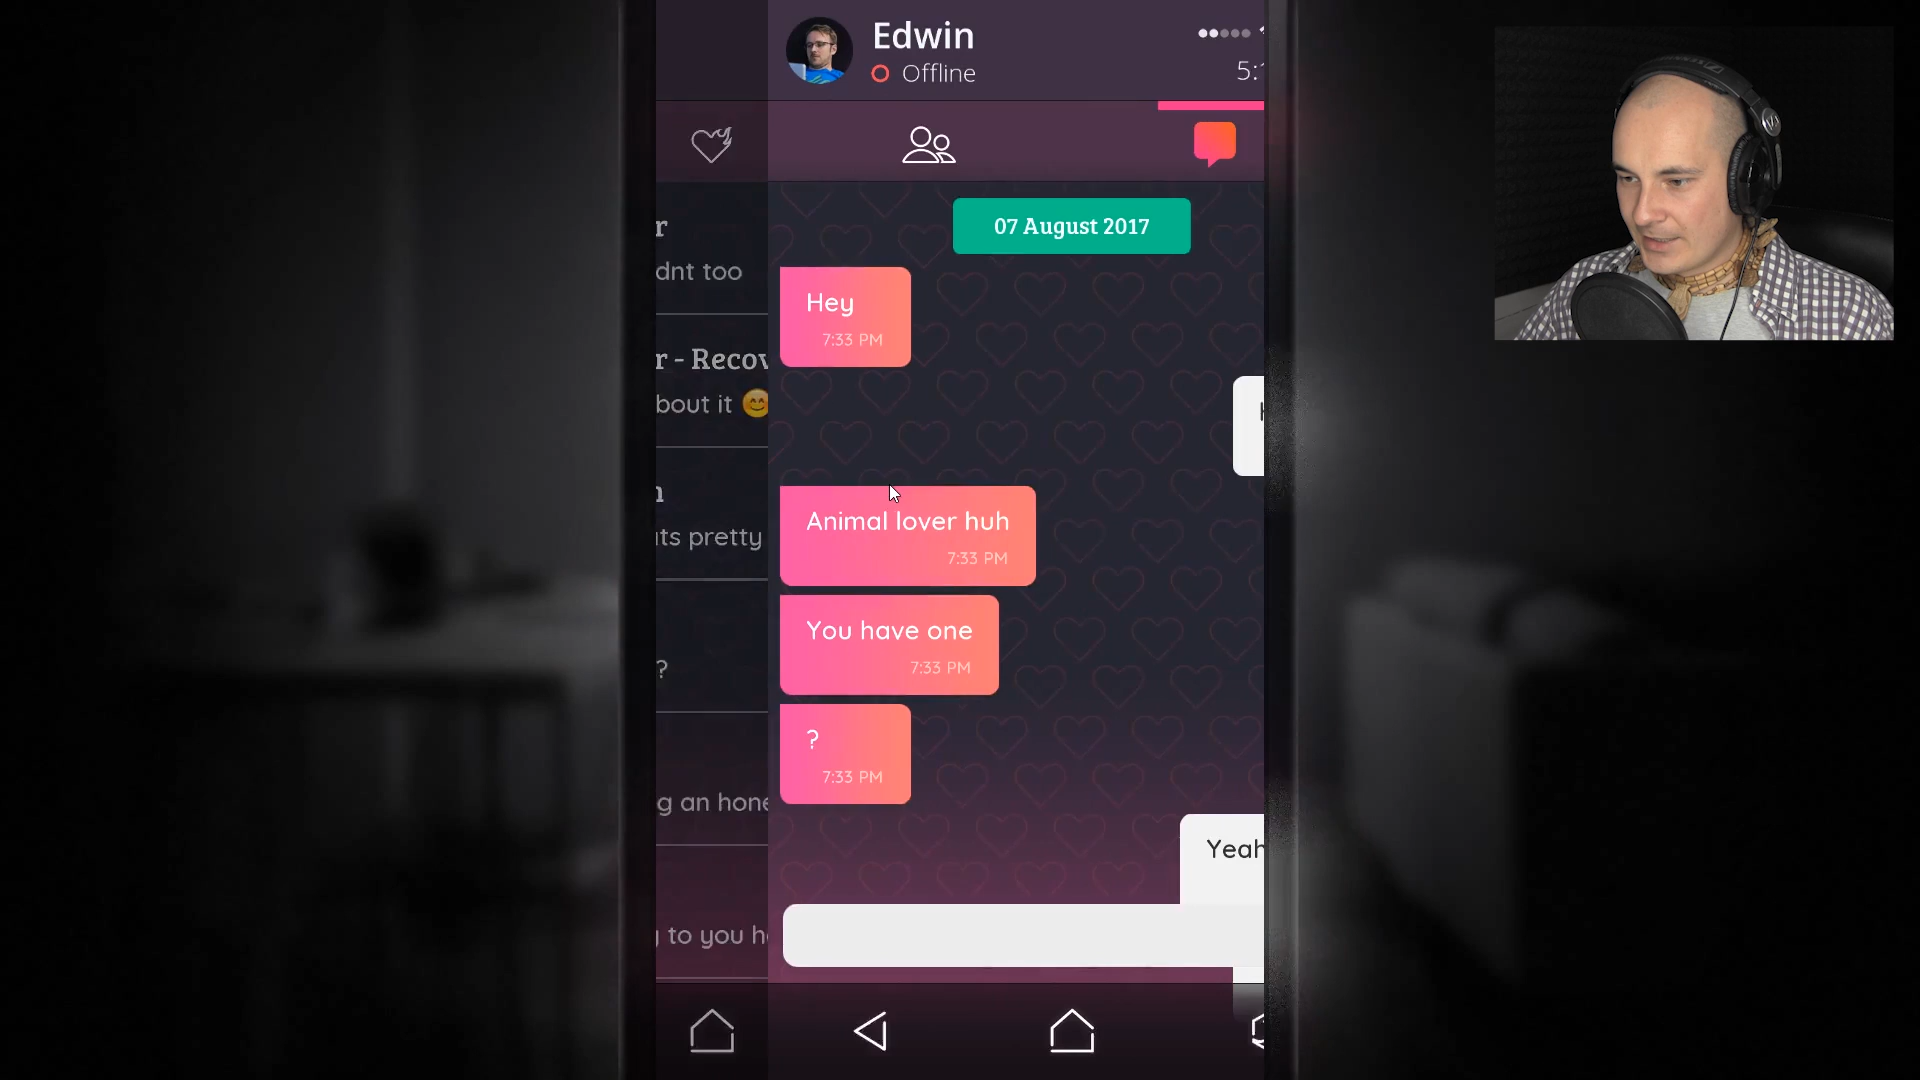 Edwin
Offline
5:
r
dnt too
07 August 2017
Hey
7:33 PM
r - Recov
bout it 😊
Animal lover huh
7:33 PM
ts pretty
You have one
7:33 PM
?
?
7:33 PM
g an hone
Yeah
to you h